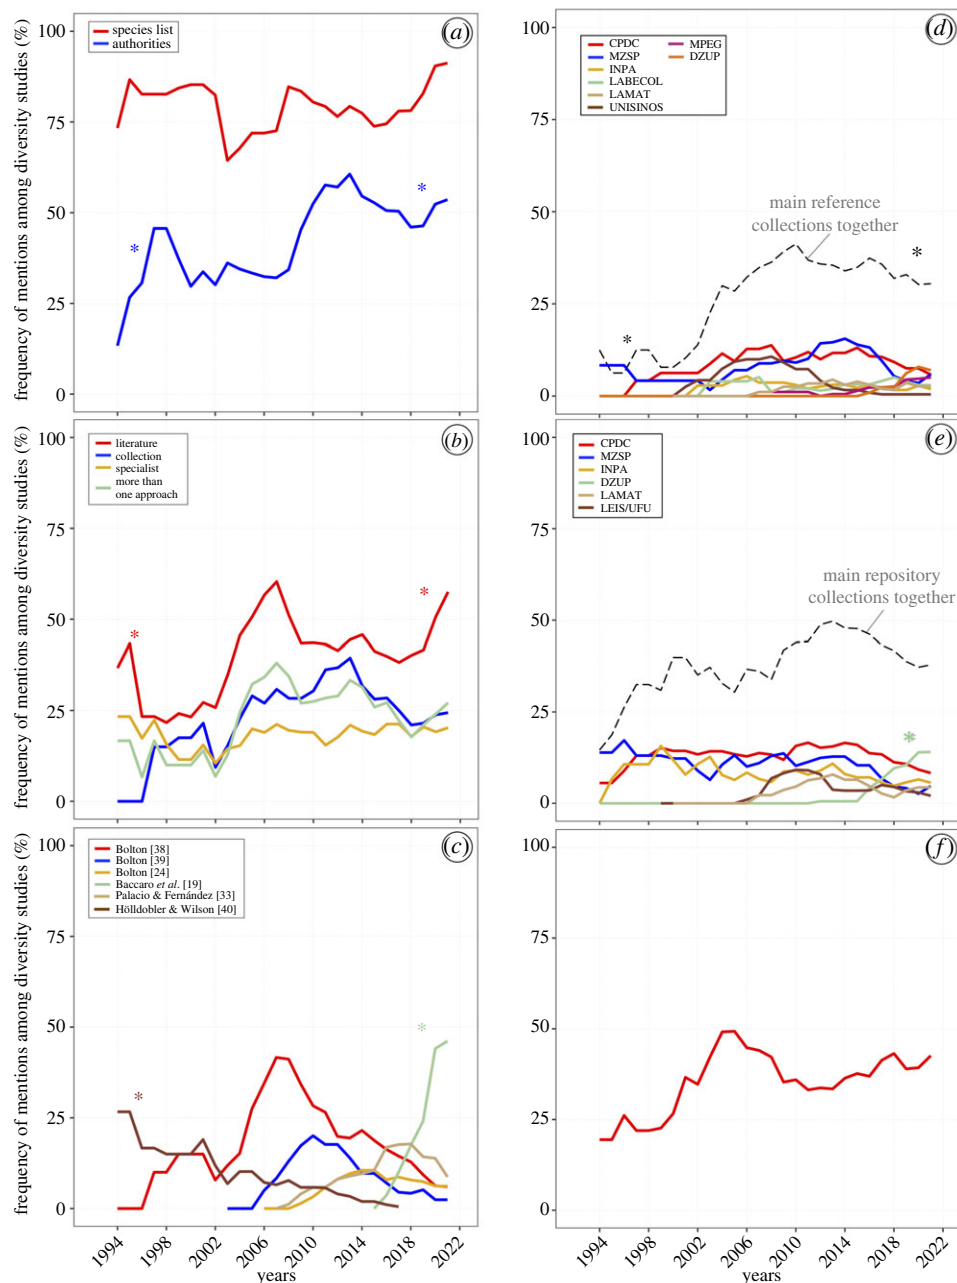 frequency of mentions among diversity studies (%)
100
75
50
25
0
species list
authorities
(a)
*
*
frequency of mentions among diversity studies (%)
100
75
50
25
0
literature
collection
specialist
more than
one approach
(b)
*
*
frequency of mentions among diversity studies (%)
100
75
50
25
0
Bolton [38]
Bolton [39]
Bolton [24]
Baccaro et al. [19]
Palacio & Fernández [33]
Hölldobler & Wilson [40]
(c)
*
*
1994
1998
2002
2006
2010
2014
2018
2022
years
100
75
50
25
0
CPDC
MZSP
INPA
LABECOL
LAMAT
UNISINOS
MPEG
DZUP
(d)
main reference
collections together
*
*
100
75
50
25
0
CPDC
MZSP
INPA
DZUP
LAMAT
LEIS/UFU
(e)
main repository
collections together
*
100
75
50
25
0
(f)
1994
1998
2002
2006
2010
2014
2018
2022
years